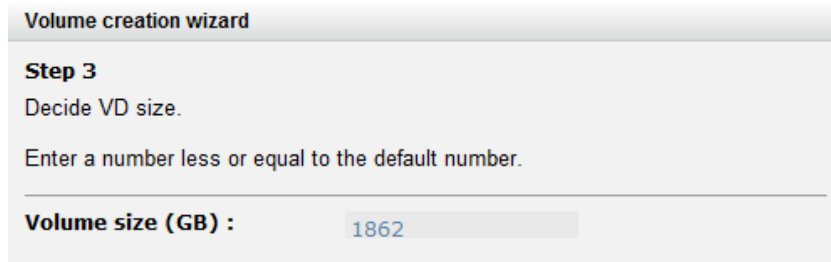 Volume creation wizard
Step 3
Decide VD size.
Enter a number less or equal to the default number.
Volume size (GB) : 1862